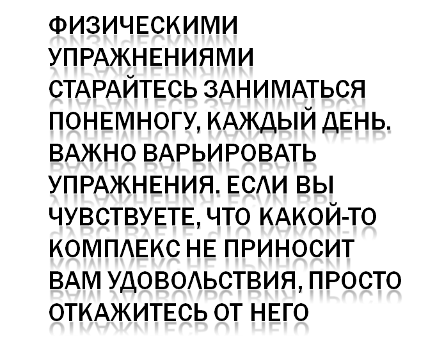 ФИЗИЧЕСКИМИ
УПРАЖНЕНИЯМИ
СТАРАЙТЕСЬ ЗАНИМАТЬСЯ
ПОНЕМНОГУ, КАЖДЫЙ ДЕНЬ.
ВАЖНО ВАРЬИРОВАТЬ
УПРАЖНЕНИЯ. ЕСЛИ ВЫ
ЧУВСТВУЕТЕ, ЧТО КАКОЙ-ТО
КОМПЛЕКС НЕ ПРИНОСИТ
ВАМ УДОВОЛЬСТВИЯ, ПРОСТО
ОТКАЖИТЕСЬ ОТ НЕГО